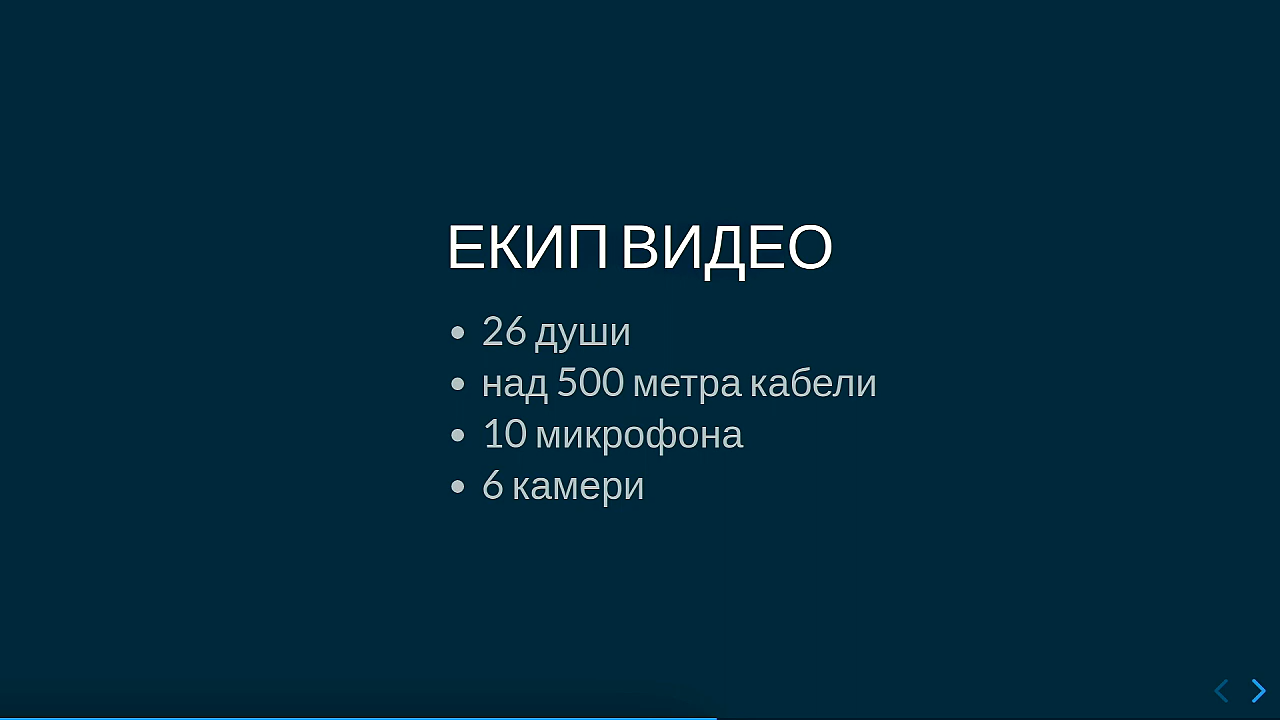 ЕКИП ВИДЕО
26 души
над 500 метра кабели
10 микрофона
6 камери